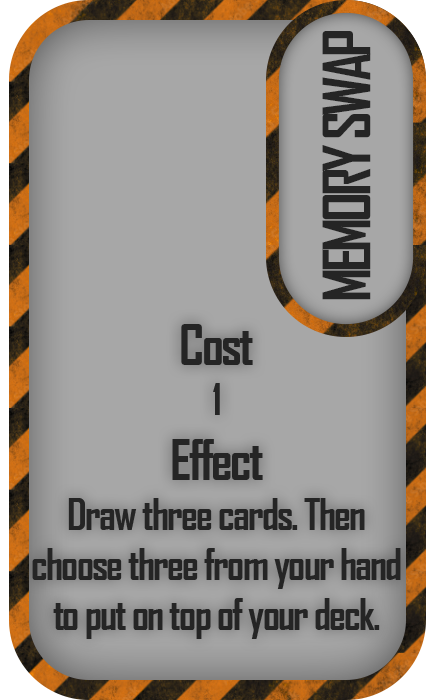 MEMORY SWAP
Cost
1
Effect
Draw three cards. Then
choose three from your hand
to put on top of your deck.